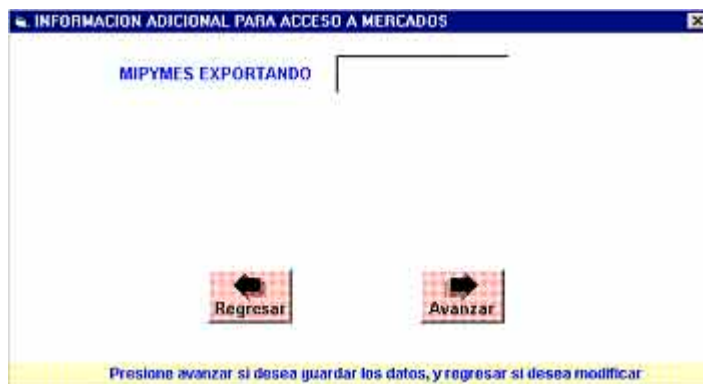 INFORMACION ADICIONAL PARA ACCESO A MERCADOS
MIPYMES EXPORTANDO
Regresar Avanzar
Presione avanzar si desea guardar los datos, y regresar si desea modificar